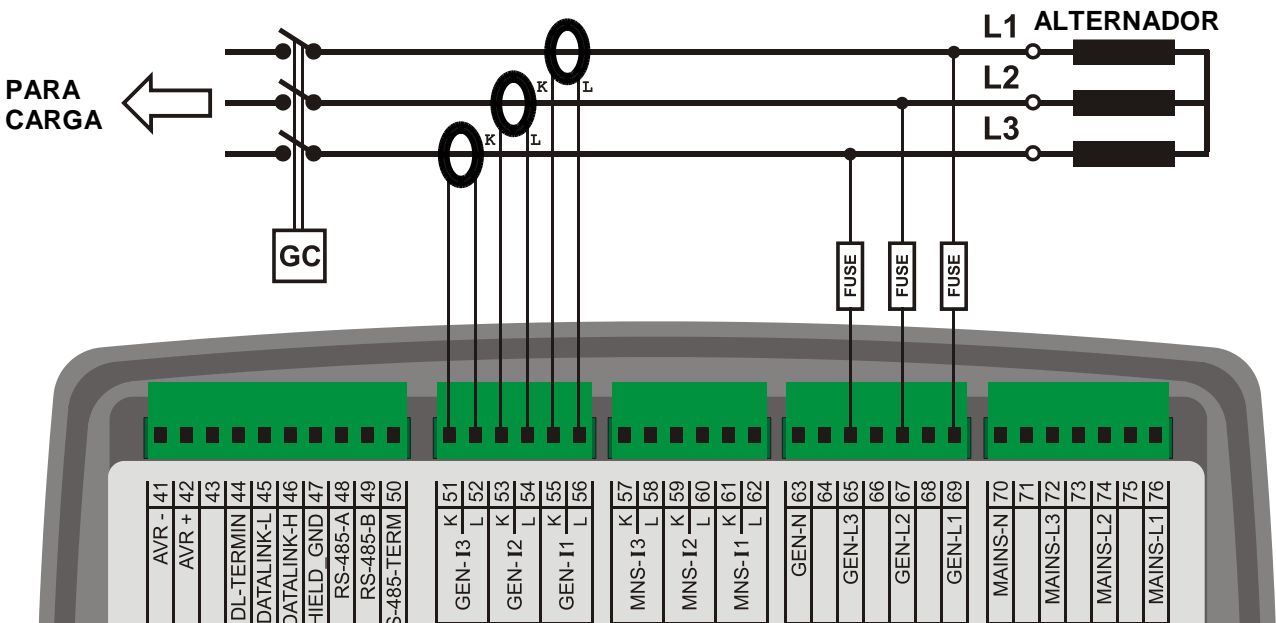 L1 ALTERNADOR
L2
L3
PARA
CARGA
K L
K L
GC
FUSE FUSE FUSE
41 42 43 44 45 46 47 48 49 50
AVR -
AVR +
DL-TERMIN
DATALINK-L
DATALINK-H
HIELD_GND
RS-485-A
RS-485-B
S-485-TERM
51 52 53 54 55 56
K L K L K L
GEN-I3 GEN-I2 GEN-I1
57 58 59 60 61 62
K L K L K L
MNS-I3 MNS-I2 MNS-I1
63 64 65 66 67 68 69
GEN-N GEN-L3 GEN-L2 GEN-L1
70 71 72 73 74 75 76
MAINS-N MAINS-L3 MAINS-L2 MAINS-L1